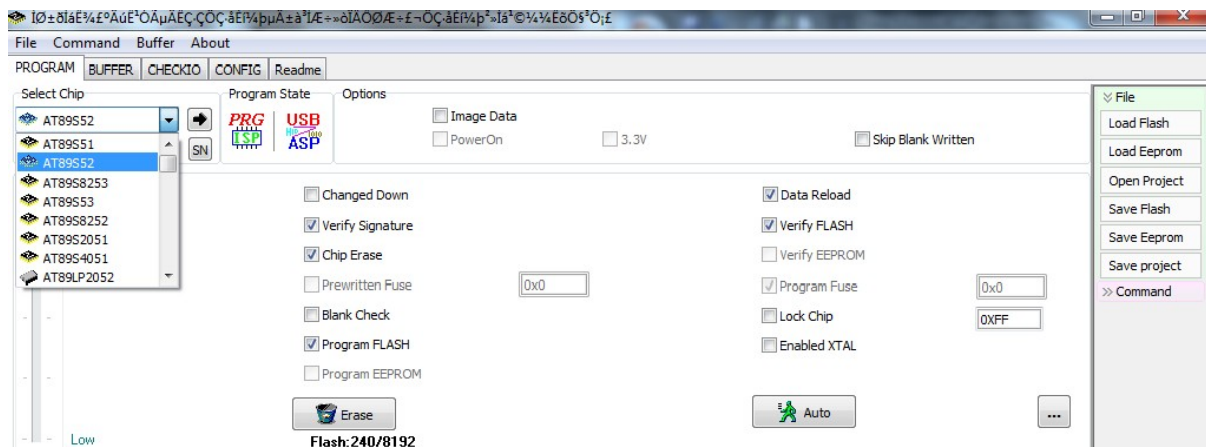 File Command Buffer About
PROGRAM BUFFER CHECKIO CONFIG Readme
Select Chip
Program State
Options
AT89S52
PRG
ISP
USB
ASP
SN
Image Data
PowerOn
3.3V
Skip Blank Written
AT89S51
AT89S52
AT89S8253
AT89S53
AT89S8252
AT89S2051
AT89S4051
AT89LP2052
Changed Down
Verify Signature
Chip Erase
Prewritten Fuse 0x0
Blank Check
Program FLASH
Program EEPROM
Data Reload
Verify FLASH
Verify EEPROM
Program Fuse 0x0
Lock Chip 0XFF
Enabled XTAL
Erase
Auto
...
Low
Flash:240/8192
File
Load Flash
Load Eeprom
Open Project
Save Flash
Save Eeprom
Save project
Command